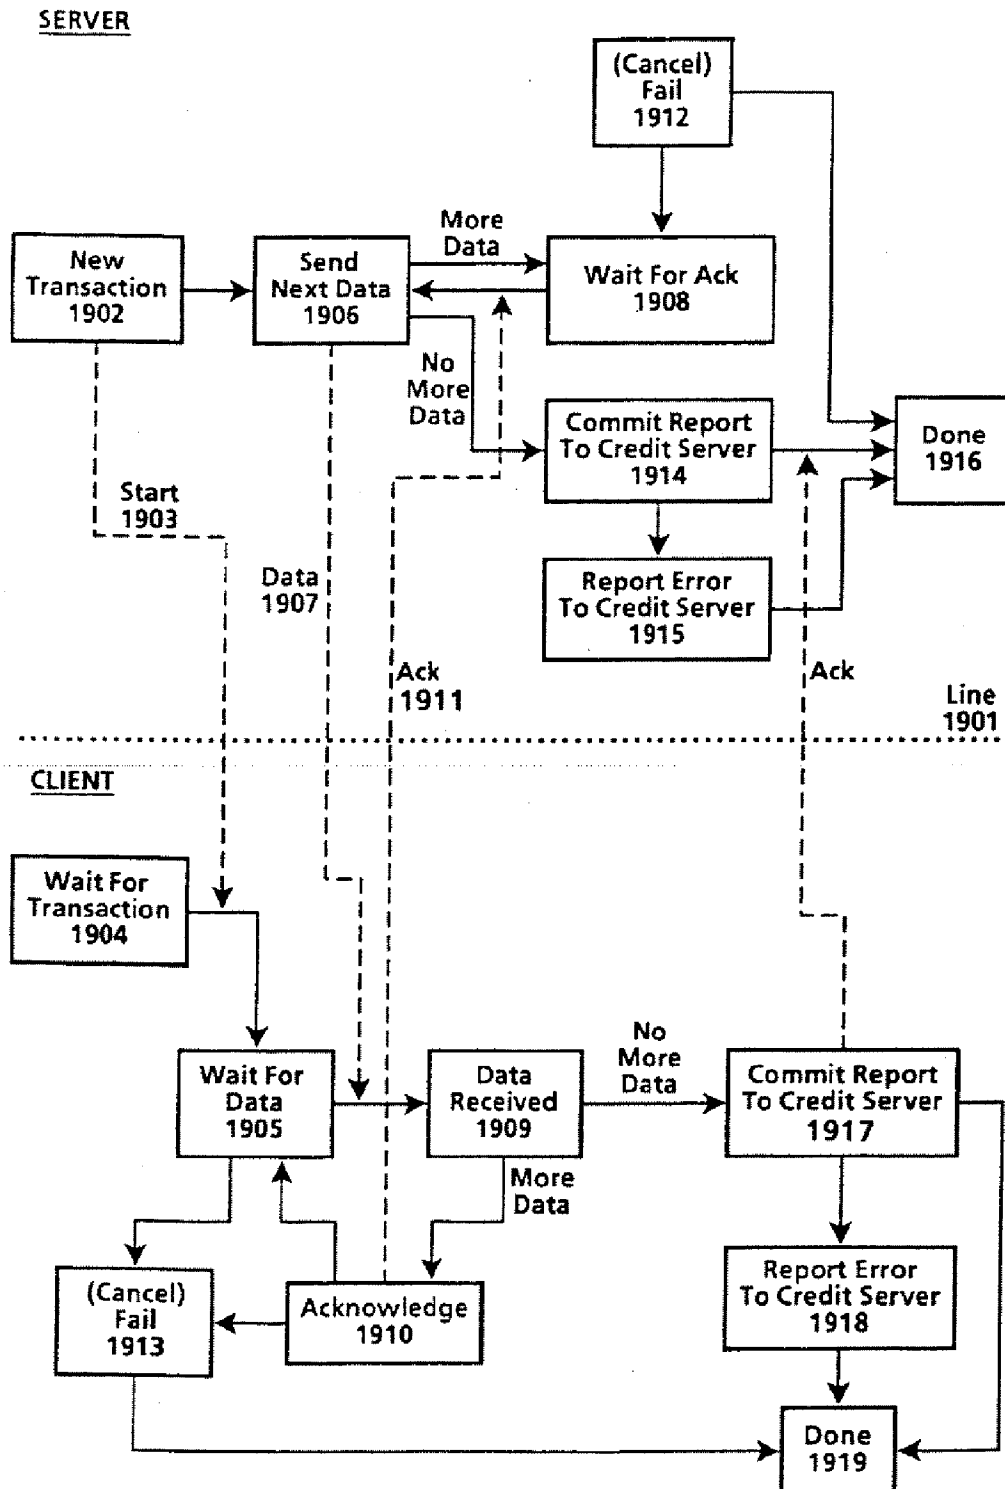 SERVER
(Cancel)
Fail
1912
New
Transaction
1902
Send
Next Data
1906
More
Data
Wait For Ack
1908
No
More
Data
Commit Report
To Credit Server
1914
Done
1916
Start
1903
Data
1907
Report Error
To Credit Server
1915
Ack
1911
Ack
Line
1901
CLIENT
Wait For
Transaction
1904
Wait For
Data
1905
Data
Received
1909
No
More
Data
Commit Report
To Credit Server
1917
More
Data
(Cancel)
Fail
1913
Acknowledge
1910
Report Error
To Credit Server
1918
Done
1919